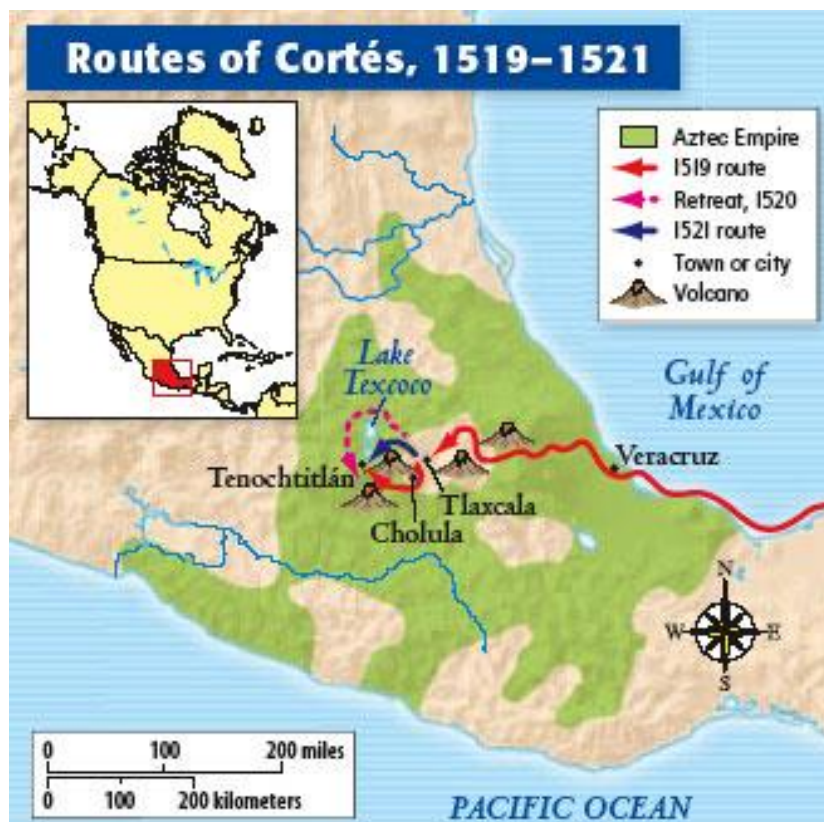 Routes of Cortés, 1519–1521
Aztec Empire
1519 route
Retreat, 1520
1521 route
Town or city
Volcano
Lake
Texcoco
Gulf of
Mexico
Tenochtitlán
Veracruz
Tlaxcala
Cholula
N
W E
S
0 100 200 miles
0 100 200 kilometers
PACIFIC OCEAN